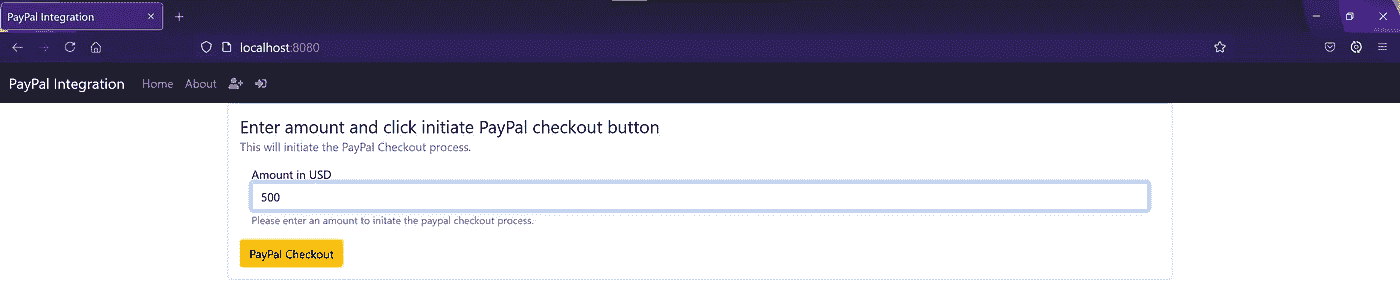 PayPal Integration
localhost:8080
PayPal Integration Home About
Enter amount and click initiate PayPal checkout button
This will initiate the PayPal Checkout process.
Amount in USD
500
Please enter an amount to initate the paypal checkout process.
PayPal Checkout